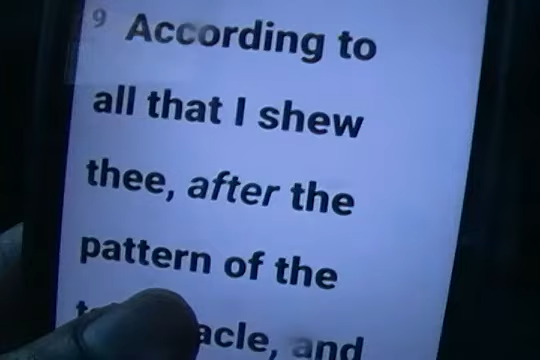 9 According to
all that I shew
thee, after the
pattern of the
acle, and